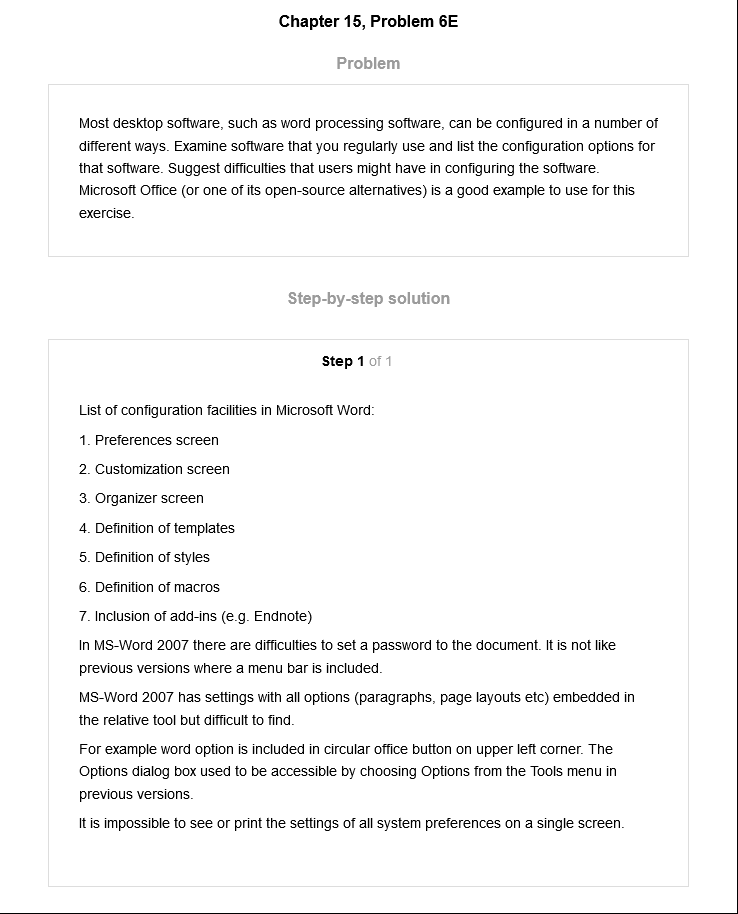 Chapter 15, Problem 6E
Problem
Most desktop software, such as word processing software, can be configured in a number of
different ways. Examine software that you regularly use and list the configuration options for
that software. Suggest difficulties that users might have in configuring the software.
Microsoft Office (or one of its open-source alternatives) is a good example to use for this
exercise.
Step-by-step solution
Step 1 of 1
List of configuration facilities in Microsoft Word:
1. Preferences screen
2. Customization screen
3. Organizer screen
4. Definition of templates
5. Definition of styles
6. Definition of macros
7. Inclusion of add-ins (e.g. Endnote)
In MS-Word 2007 there are difficulties to set a password to the document. It is not like
previous versions where a menu bar is included.
MS-Word 2007 has settings with all options (paragraphs, page layouts etc) embedded in
the relative tool but difficult to find.
For example word option is included in circular office button on upper left corner. The
Options dialog box used to be accessible by choosing Options from the Tools menu in
previous versions.
It is impossible to see or print the settings of all system preferences on a single screen.